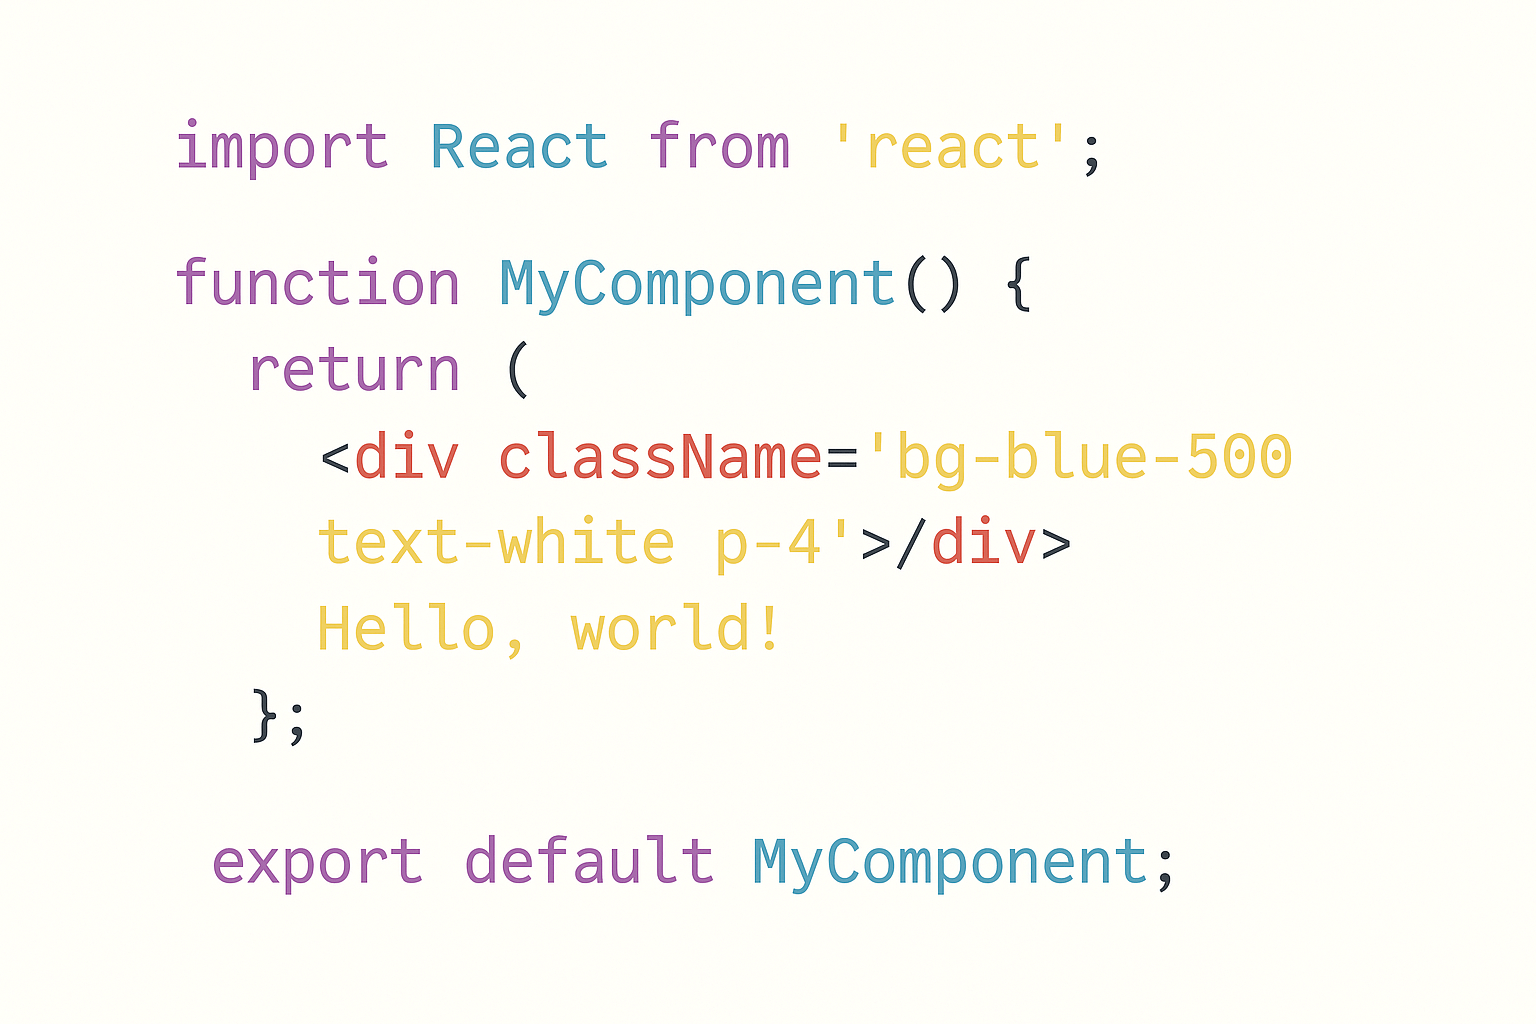 import React from 'react';
function MyComponent() {
return (
<div className='bg-blue-500
text-white p-4'>/div>
Hello, world!
};
export default MyComponent;